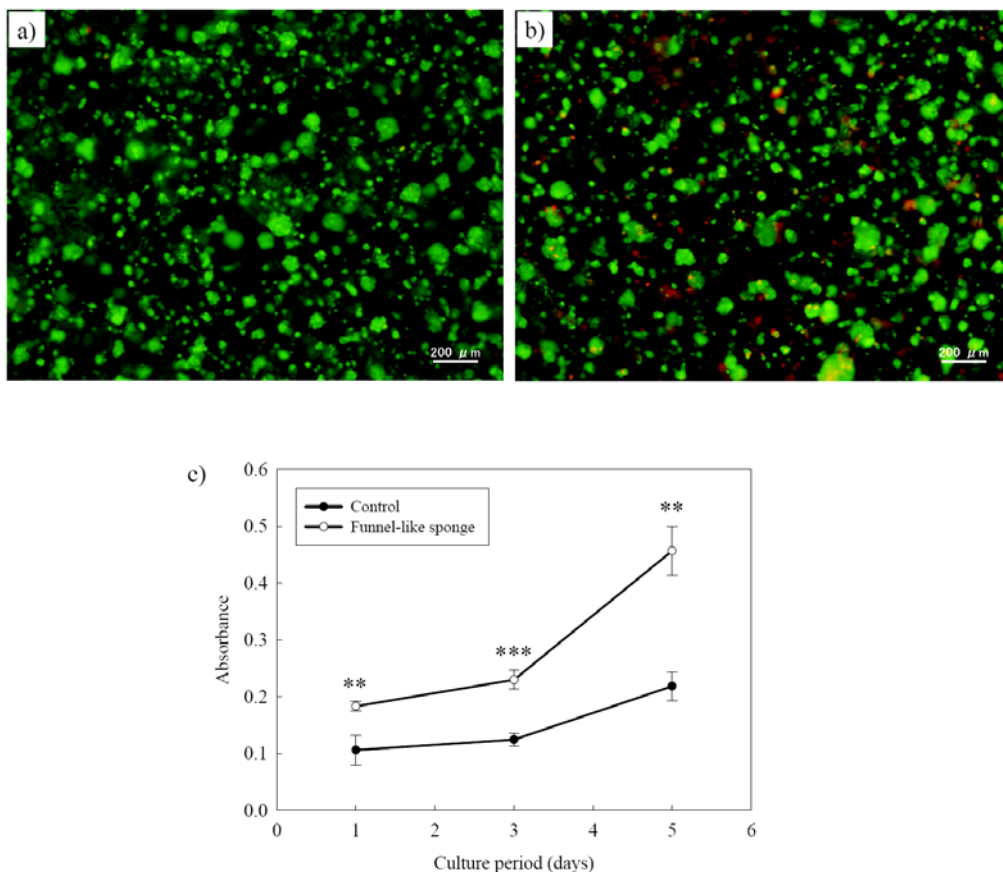 a)
b)
200 μm
200 μm
c)
0.6
0.5
0.4
0.3
0.2
0.1
0.0
Absorbance
Control
Funnel-like sponge
**
***
**
0 1 2 3 4 5 6
Culture period (days)